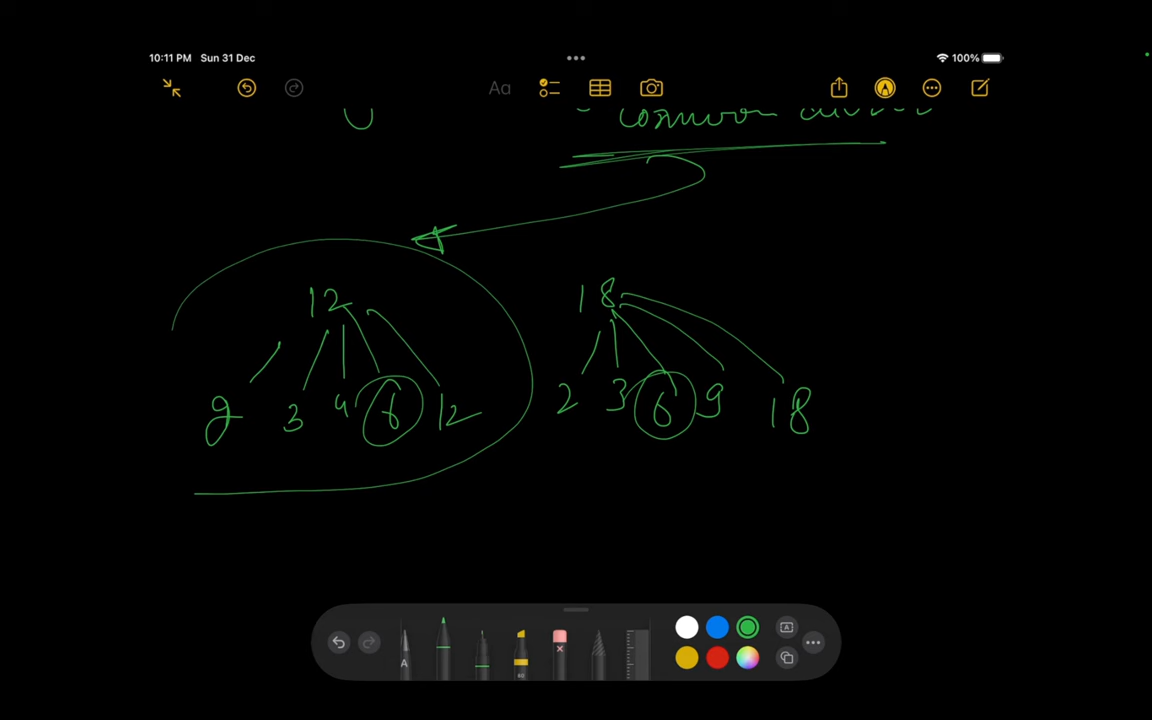 10:11 PM Sun 31 Dec
100%
Aa
common
12 18
2 3 4 6 12 2 3 6 9 18
A
A